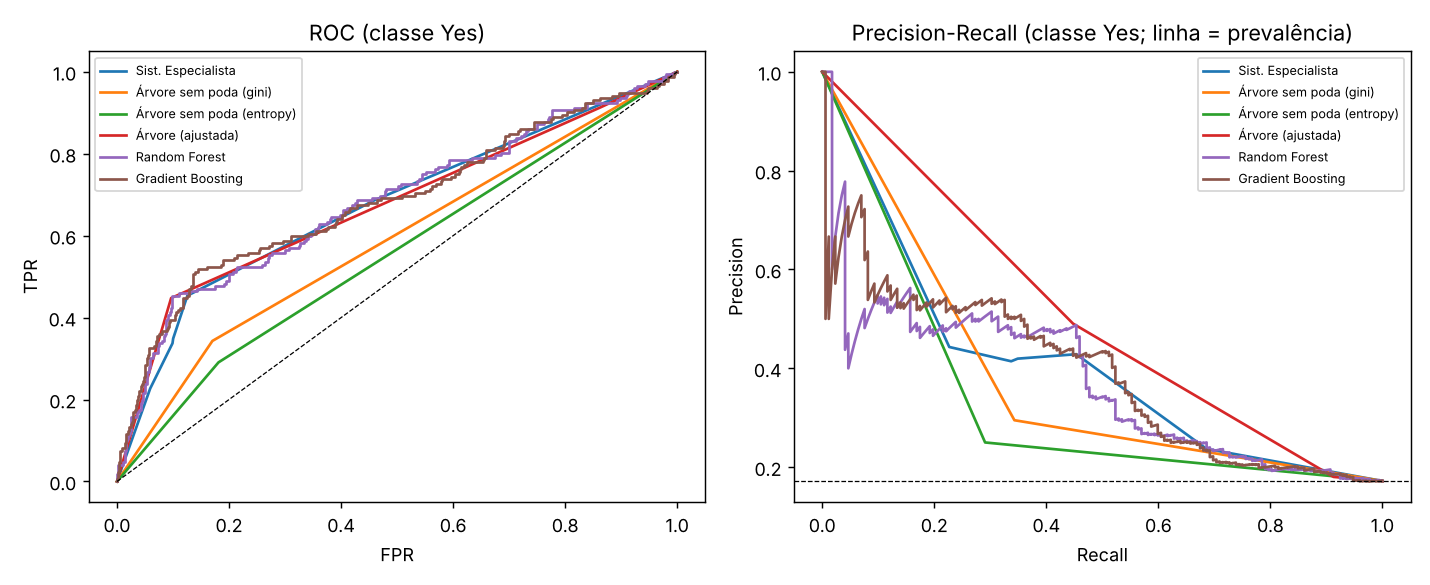 ROC (classe Yes)
1.0
0.8
0.6
0.4
0.2
0.0
TPR
Sist. Especialista
Árvore sem poda (gini)
Árvore sem poda (entropy)
Árvore (ajustada)
Random Forest
Gradient Boosting
0.0 0.2 0.4 0.6 0.8 1.0
FPR
Precision-Recall (classe Yes; linha = prevalência)
1.0
0.8
0.6
0.4
0.2
Precision
Sist. Especialista
Árvore sem poda (gini)
Árvore sem poda (entropy)
Árvore (ajustada)
Random Forest
Gradient Boosting
0.0 0.2 0.4 0.6 0.8 1.0
Recall